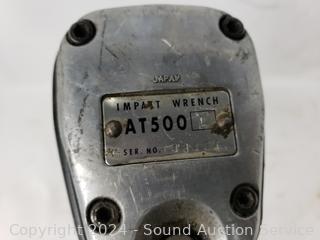 JAPAN
IMPACT WRENCH
AT500
SER. NO.
Copyright 2024 - Sound Auction Service